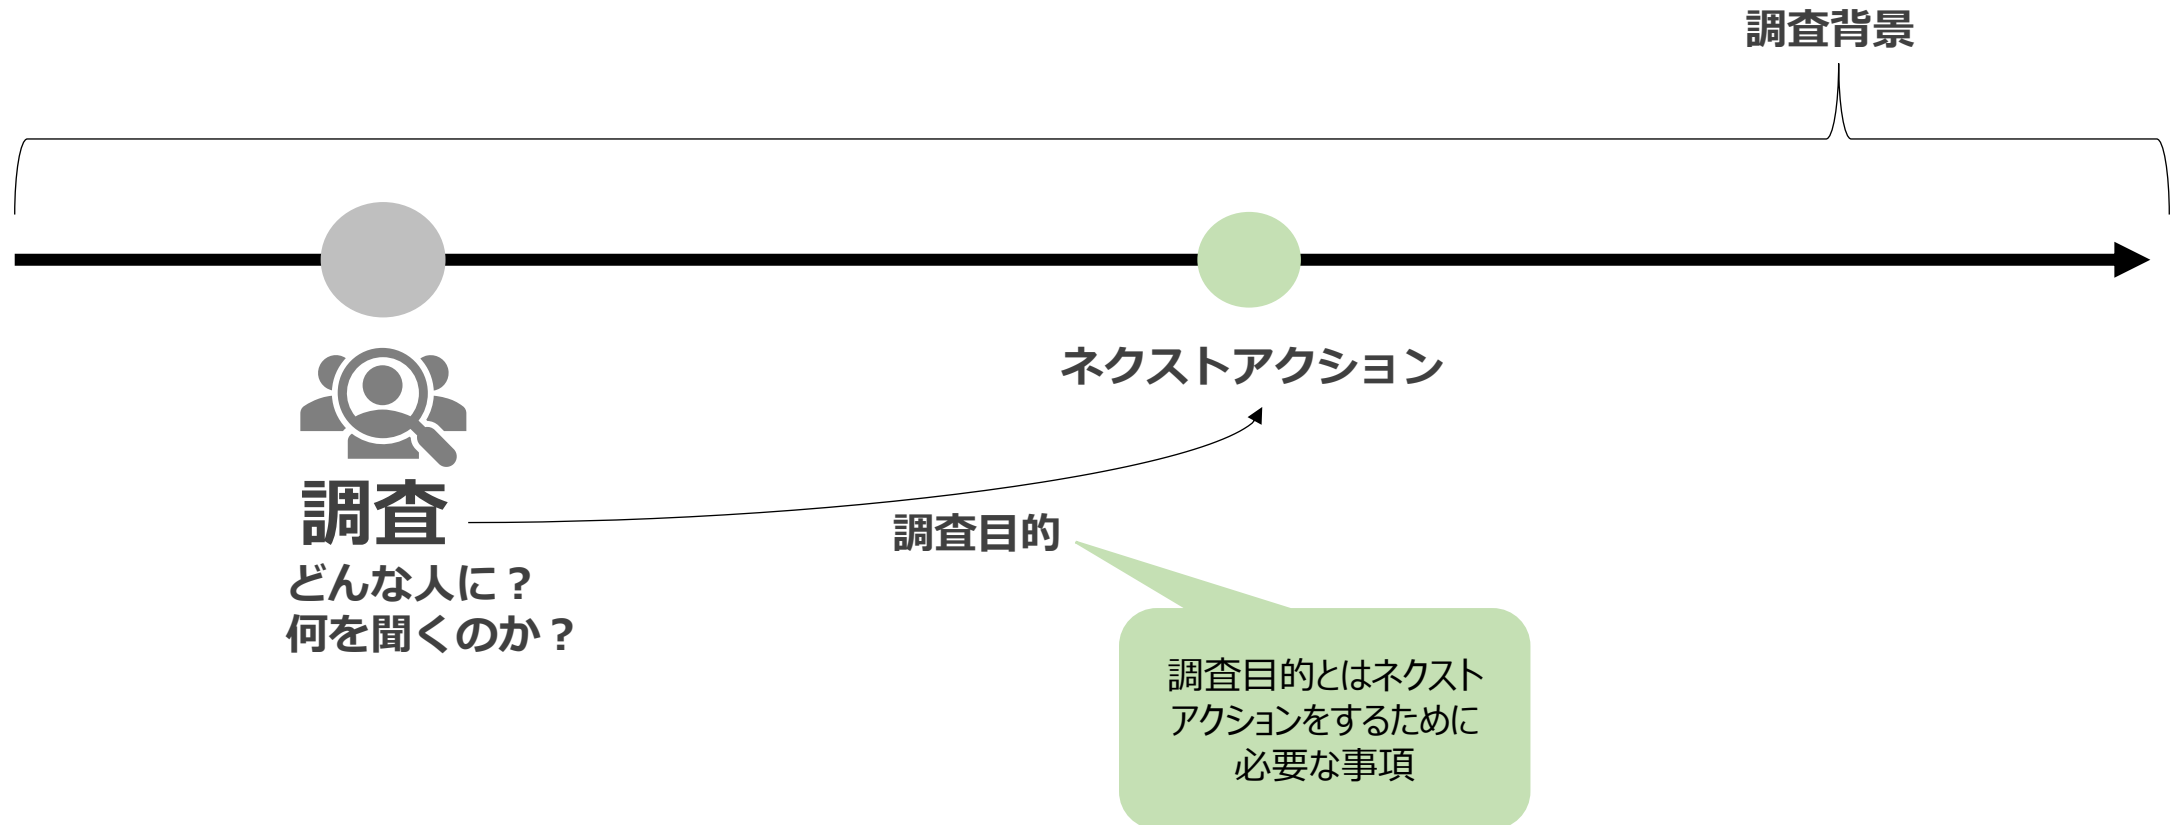 調査背景
ネクストアクション
調査
調査目的
どんな人に？
何を聞くのか？
調査目的とはネクスト
アクションをするために
必要な事項